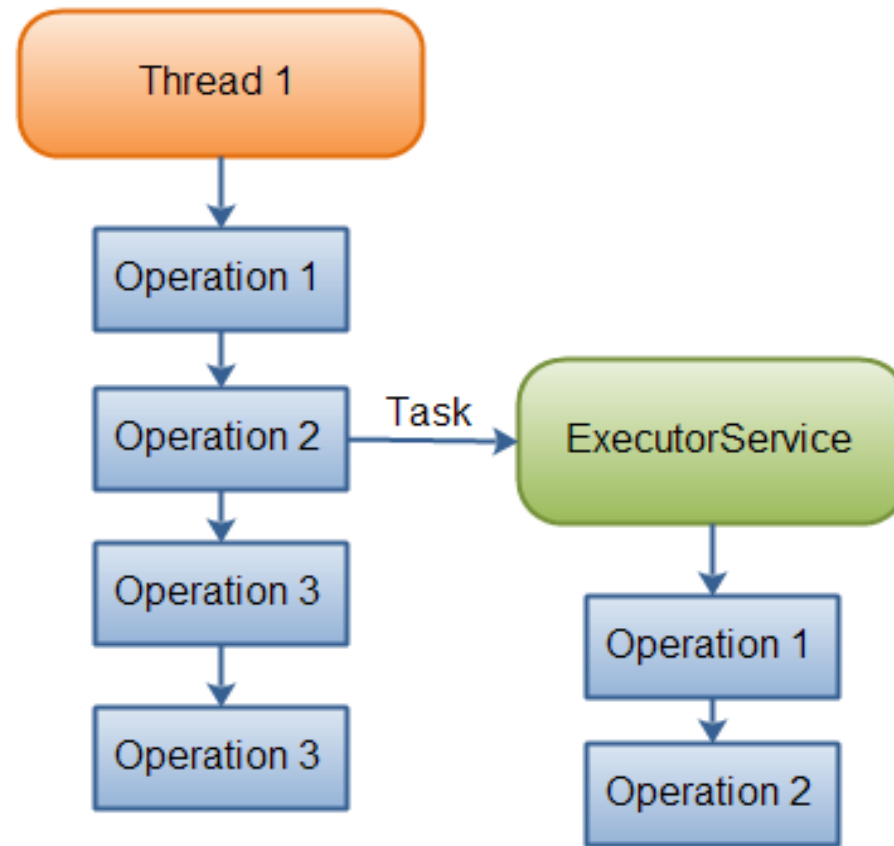 Thread 1
Operation 1
Operation 2
Task
ExecutorService
Operation 3
Operation 3
Operation 1
Operation 2